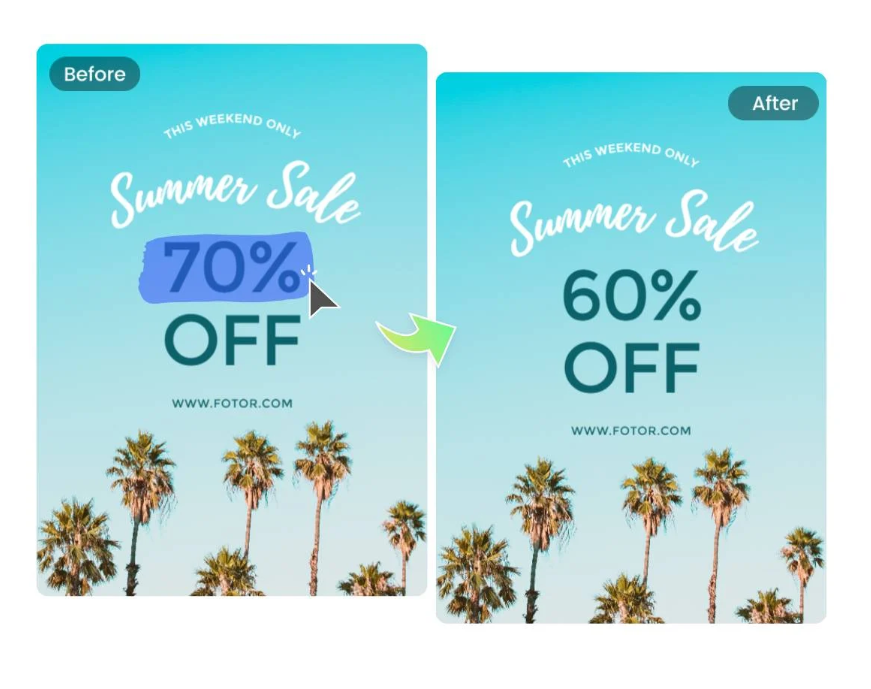 Before
THIS WEEKEND ONLY
Summer Sale
70%
OFF
WWW.FOTOR.COM
After
THIS WEEKEND ONLY
Summer Sale
60%
OFF
WWW.FOTOR.COM